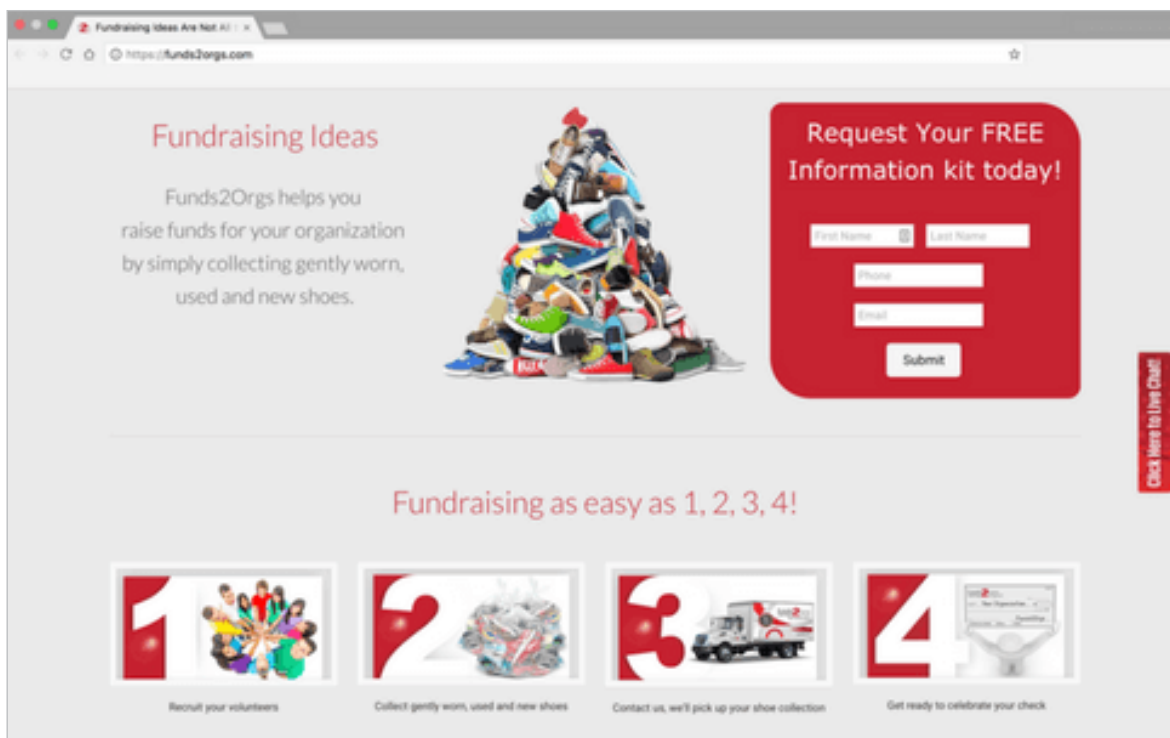 Fundraising Ideas Are Not All
https://funds2orgs.com
Fundraising Ideas
Funds2Orgs helps you
raise funds for your organization
by simply collecting gently worn,
used and new shoes.
Request Your FREE
Information kit today!
First Name
Last Name
Phone
Email
Submit
Click Here to Live Chat!
Fundraising as easy as 1, 2, 3, 4!
1
2
3
4
Recruit your volunteers
Collect gently worn, used and new shoes
Contact us, we'll pick up your shoe collection
Get ready to celebrate your check